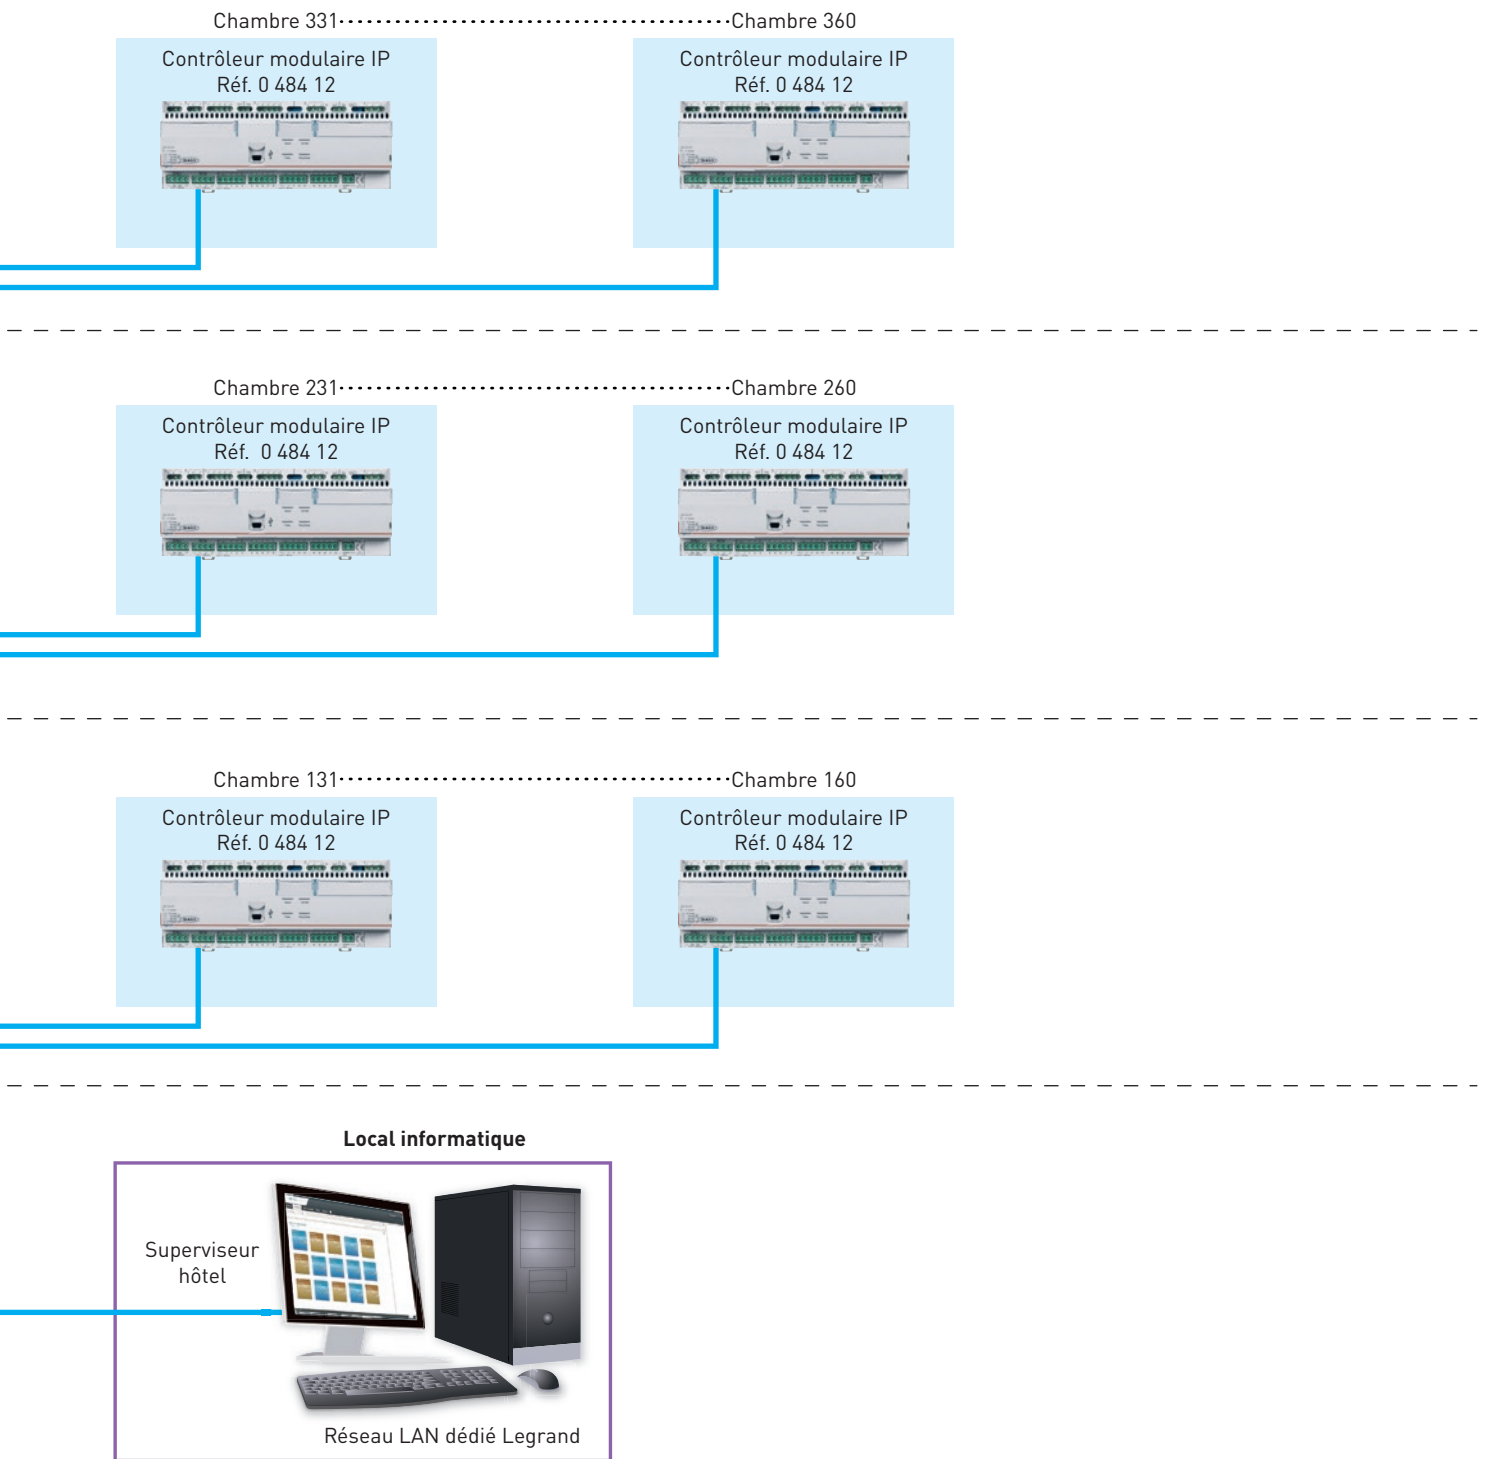 Chambre 331 Chambre 360
Contrôleur modulaire IP
Réf. 0 484 12
Contrôleur modulaire IP
Réf. 0 484 12
Chambre 231 Chambre 260
Contrôleur modulaire IP
Réf. 0 484 12
Contrôleur modulaire IP
Réf. 0 484 12
Chambre 131 Chambre 160
Contrôleur modulaire IP
Réf. 0 484 12
Contrôleur modulaire IP
Réf. 0 484 12
Local informatique
Superviseur
hôtel
Réseau LAN dédié Legrand